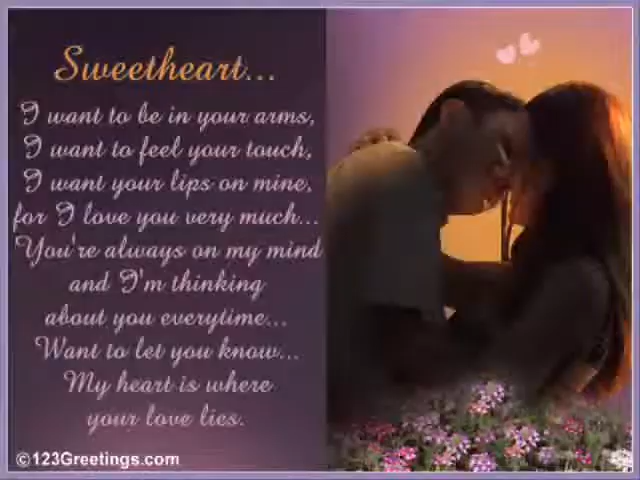 Sweetheart...
I want to be in your arms,
I want to feel your touch,
I want your lips on mine,
for I love you very much...
You're always on my mind
and I'm thinking
about you everytime...
Want to let you know...
My heart is where
your love lies.
©123Greetings.com